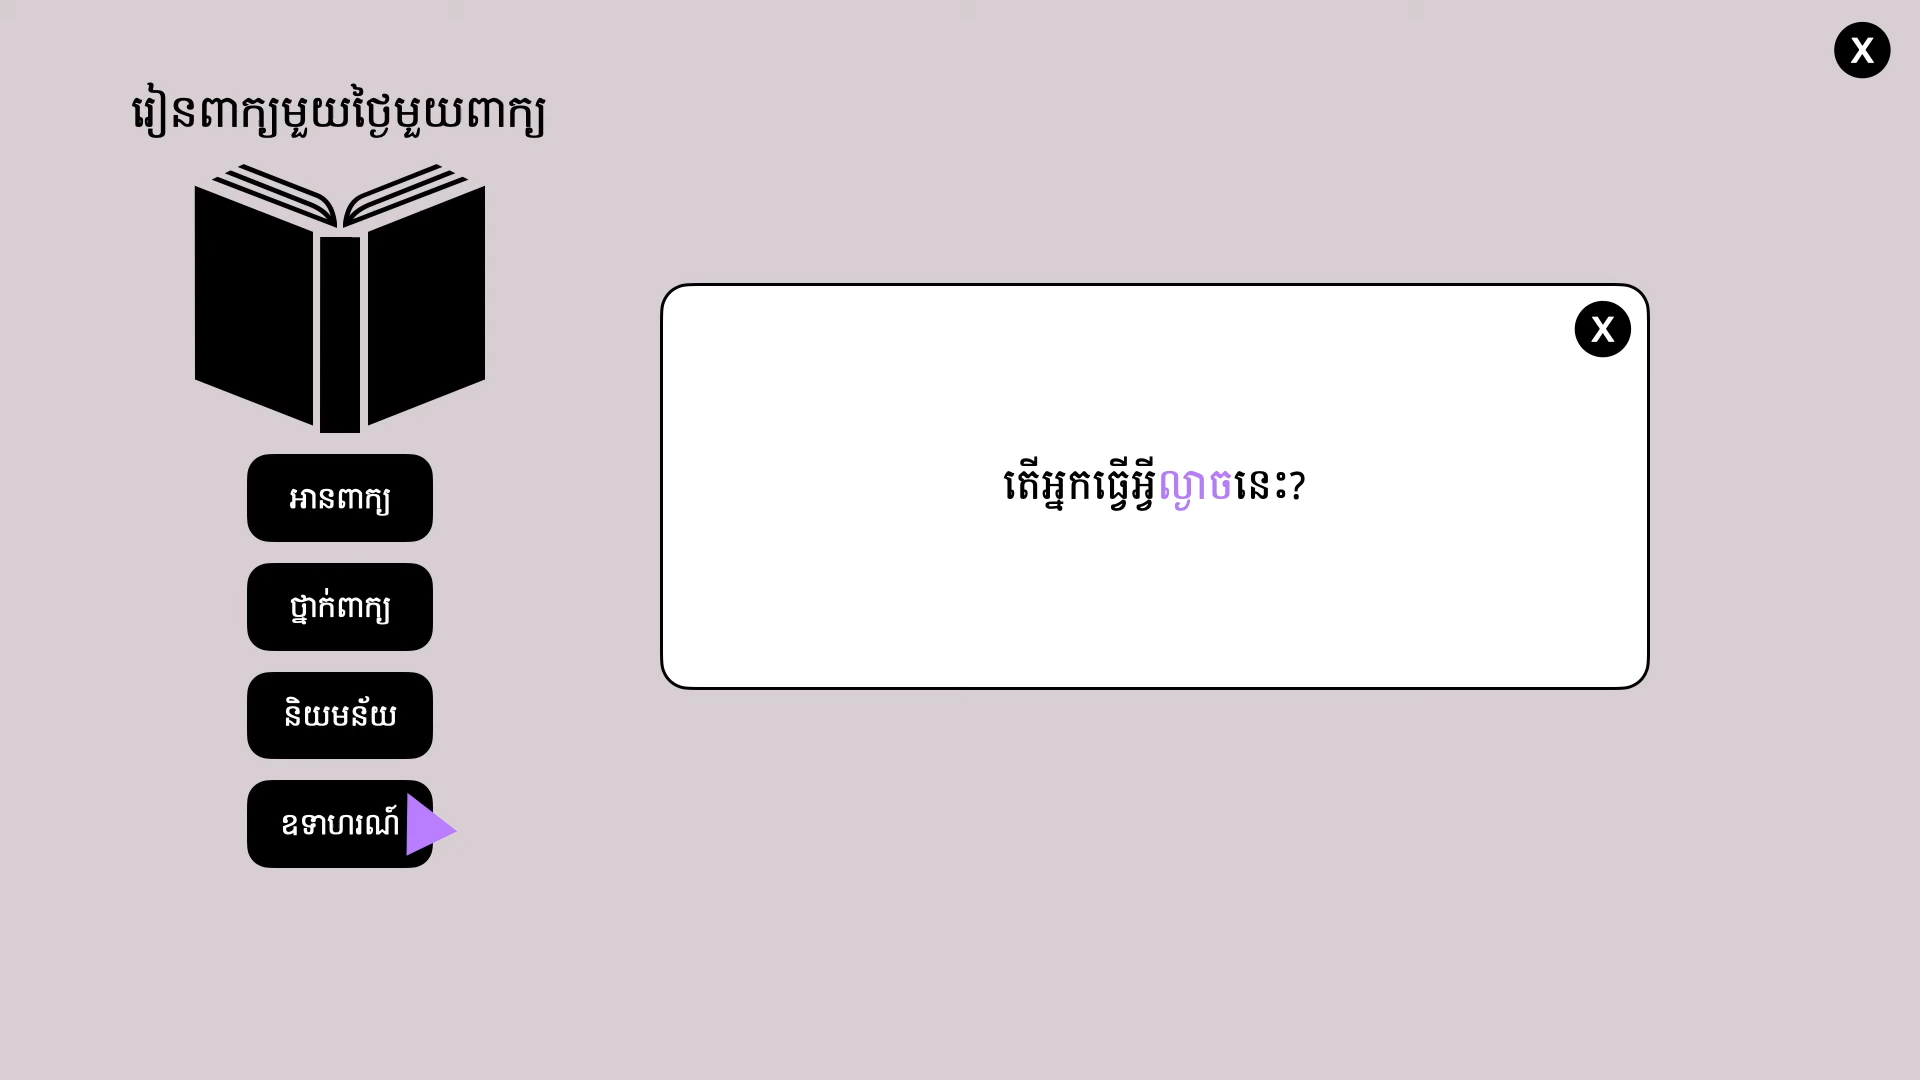 X
រៀនពាក្យមួយថ្ងៃមួយពាក្យ
X
តើអ្នកធ្វើអ្វីល្ងាចនេះ?
អានពាក្យ
ថ្នាក់ពាក្យ
និយមន័យ
ឧទាហរណ៍